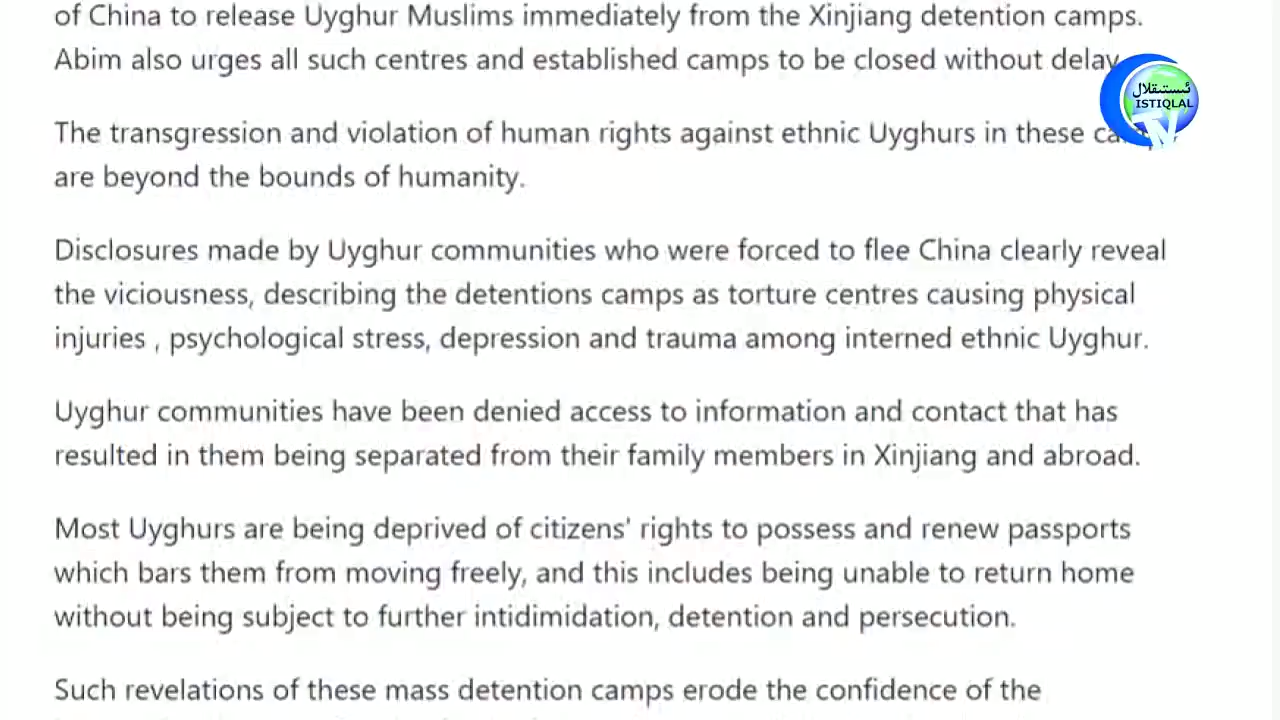 of China to release Uyghur Muslims immediately from the Xinjiang detention camps.
Abim also urges all such centres and established camps to be closed without delay
ئىستىقلال
ISTIQLAL
TV
The transgression and violation of human rights against ethnic Uyghurs in these
are beyond the bounds of humanity.
Disclosures made by Uyghur communities who were forced to flee China clearly reveal
the viciousness, describing the detentions camps as torture centres causing physical
injuries , psychological stress, depression and trauma among interned ethnic Uyghur.
Uyghur communities have been denied access to information and contact that has
resulted in them being separated from their family members in Xinjiang and abroad.
Most Uyghurs are being deprived of citizens' rights to possess and renew passports
which bars them from moving freely, and this includes being unable to return home
without being subject to further intidimidation, detention and persecution.
Such revelations of these mass detention camps erode the confidence of the